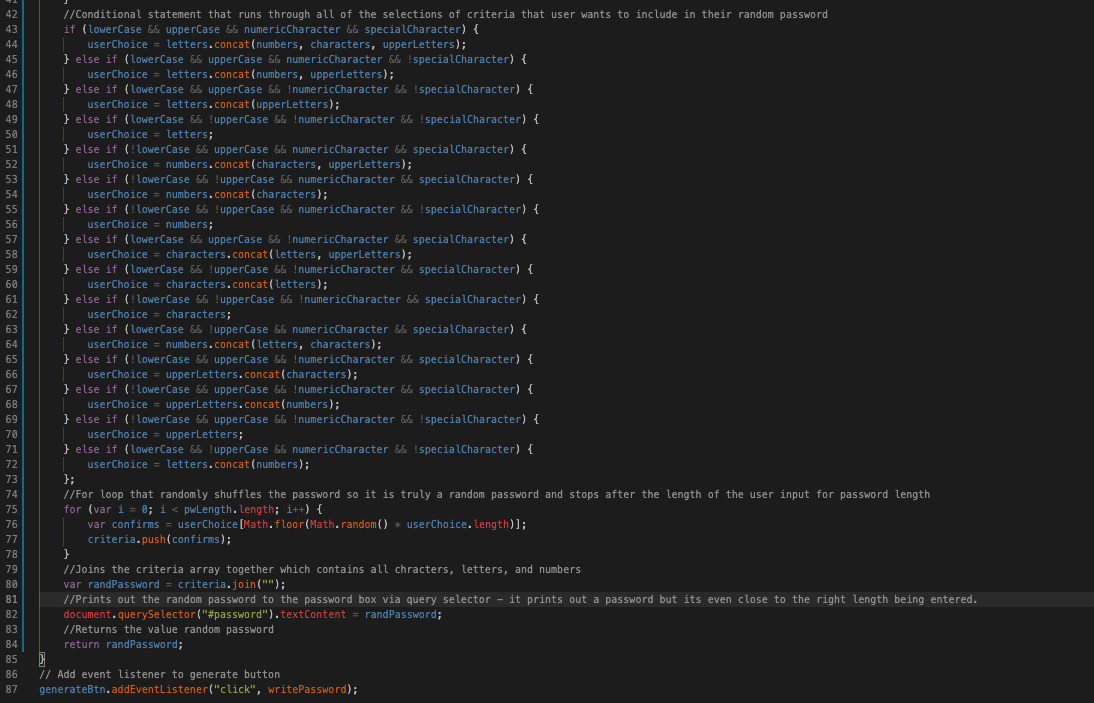 41 }
42 //Conditional statement that runs through all of the selections of criteria that user wants to include in their random password
43 if (lowerCase && upperCase && numericCharacter && specialCharacter) {
44 userChoice = letters.concat(numbers, characters, upperLetters);
45 } else if (lowerCase && upperCase && numericCharacter && !specialCharacter) {
46 userChoice = letters.concat(numbers, upperLetters);
47 } else if (lowerCase && upperCase && !numericCharacter && !specialCharacter) {
48 userChoice = letters.concat(upperLetters);
49 } else if (lowerCase && !upperCase && !numericCharacter && !specialCharacter) {
50 userChoice = letters;
51 } else if (!lowerCase && upperCase && numericCharacter && specialCharacter) {
52 userChoice = numbers.concat(characters, upperLetters);
53 } else if (!lowerCase && !upperCase && numericCharacter && specialCharacter) {
54 userChoice = numbers.concat(characters);
55 } else if (!lowerCase && !upperCase && numericCharacter && !specialCharacter) {
56 userChoice = numbers;
57 } else if (lowerCase && upperCase && !numericCharacter && specialCharacter) {
58 userChoice = characters.concat(letters, upperLetters);
59 } else if (lowerCase && !upperCase && !numericCharacter && specialCharacter) {
60 userChoice = characters.concat(letters);
61 } else if (!lowerCase && !upperCase && !numericCharacter && specialCharacter) {
62 userChoice = characters;
63 } else if (lowerCase && !upperCase && numericCharacter && specialCharacter) {
64 userChoice = numbers.concat(letters, characters);
65 } else if (!lowerCase && upperCase && !numericCharacter && specialCharacter) {
66 userChoice = upperLetters.concat(characters);
67 } else if (!lowerCase && upperCase && !numericCharacter && specialCharacter) {
68 userChoice = upperLetters.concat(numbers);
69 } else if (!lowerCase && upperCase && !numericCharacter && !specialCharacter) {
70 userChoice = upperLetters;
71 } else if (lowerCase && !upperCase && numericCharacter && !specialCharacter) {
72 userChoice = letters.concat(numbers);
73 };
74 //For loop that randomly shuffles the password so it is truly a random password and stops after the length of the user input for password length
75 for (var i = 0; i < pwLength.length; i++) {
76 var confirms = userChoice[Math.floor(Math.random() * userChoice.length)];
77 criteria.push(confirms);
78 }
79 //Joins the criteria array together which contains all chracters, letters, and numbers
80 var randPassword = criteria.join("");
81 //Prints out the random password to the password box via query selector – it prints out a password but its even close to the right length being entered.
82 document.querySelector("#password").textContent = randPassword;
83 //Returns the value random password
84 return randPassword;
85 }
86 // Add event listener to generate button
87 generateBtn.addEventListener("click", writePassword);